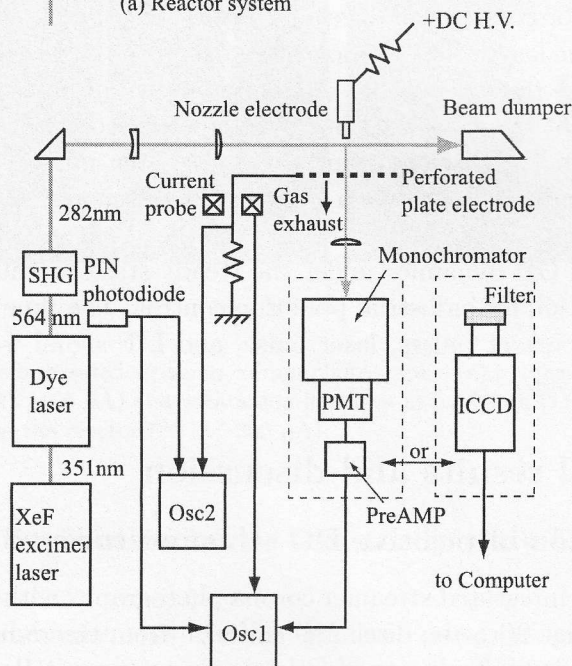 (a) Reactor system
+DC H.V.
Nozzle electrode
Beam dumper
Current
probe
Gas
exhaust
Perforated
plate electrode
282nm
SHG
PIN
photodiode
Monochromator
Filter
564 nm
Dye
laser
PMT
ICCD
or
351nm
XeF
excimer
laser
Osc2
PreAMP
to Computer
Osc1